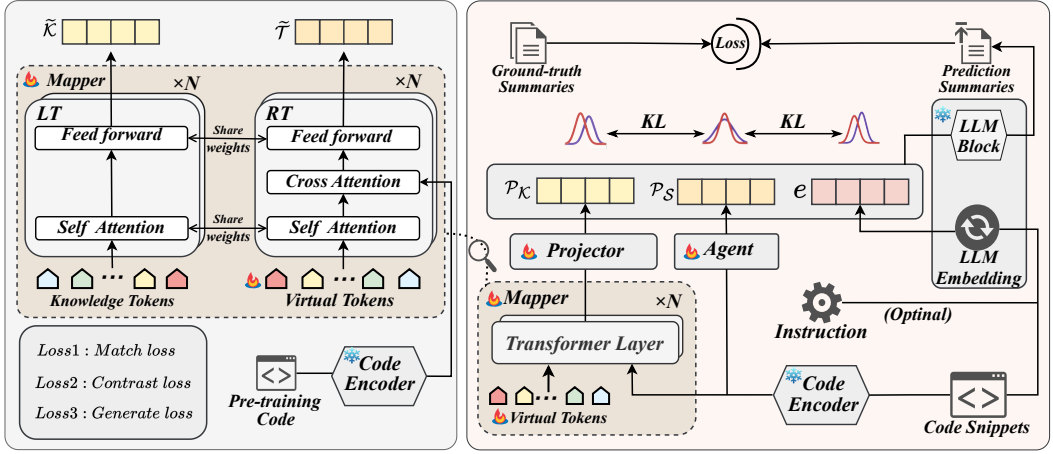 K̃
T̃
Mapper
×N
×N
LT
RT
Feed forward
Share
weights
Feed forward
Cross Attention
Self Attention
Share
weights
Self Attention
Knowledge Tokens
Virtual Tokens
Loss1 : Match loss
Loss2 : Contrast loss
Loss3 : Generate loss
Pre-training
Code
Code
Encoder
Ground-truth
Summaries
Loss
Prediction
Summaries
KL
KL
LLM
Block
P_K
P_S
e
Projector
Agent
LLM
Embedding
Mapper
×N
Transformer Layer
Virtual Tokens
Instruction
(Optinal)
Code
Encoder
Code Snippets